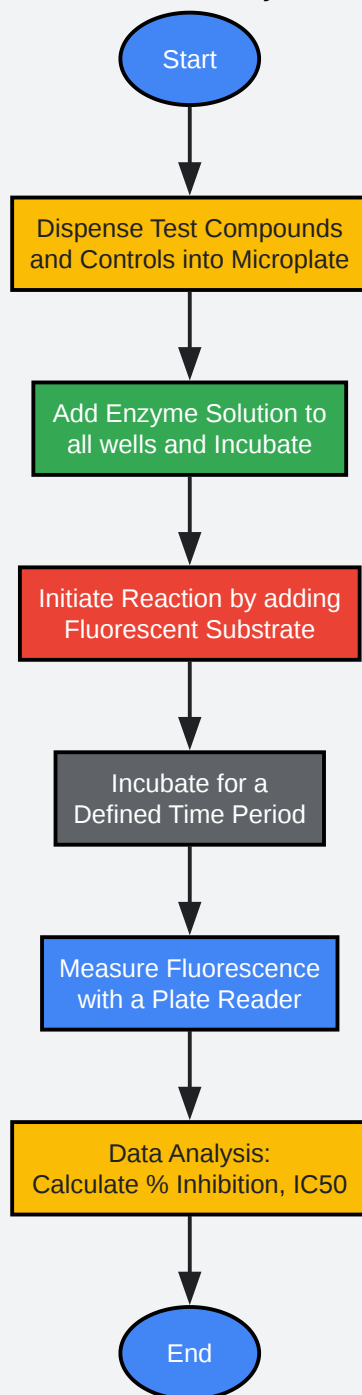 Start
Dispense Test Compounds
and Controls into Microplate
Add Enzyme Solution to
all wells and Incubate
Initiate Reaction by adding
Fluorescent Substrate
Incubate for a
Defined Time Period
Measure Fluorescence
with a Plate Reader
Data Analysis:
Calculate % Inhibition, IC50
End